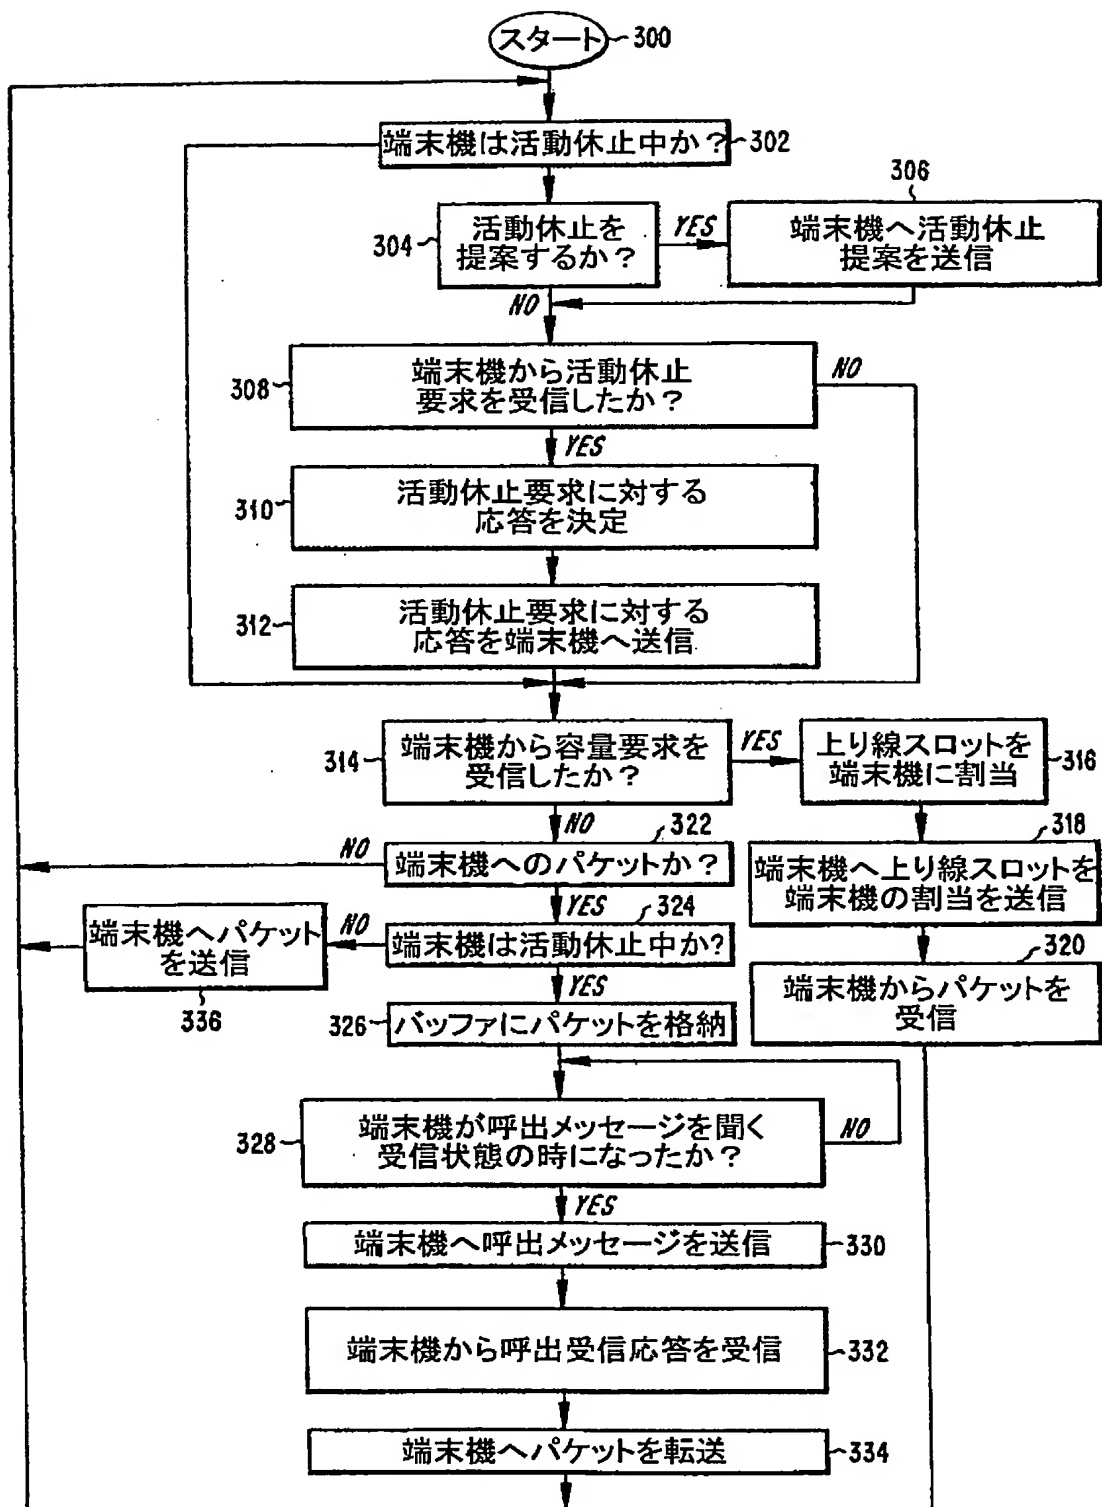 スタート
300
端末機は活動休止中か？
302
304
活動休止を
提案するか？
YES
306
端末機へ活動休止
提案を送信
NO
308
端末機から活動休止
要求を受信したか？
NO
YES
310
活動休止要求に対する
応答を決定
312
活動休止要求に対する
応答を端末機へ送信
314
端末機から容量要求を
受信したか？
YES
上り線スロットを
端末機に割当
316
NO
322
NO
端末機へのパケットか？
318
端末機へ上り線スロットを
端末機の割当を送信
YES
324
端末機へパケット
を送信
336
NO
端末機は活動休止中か?
320
端末機からパケットを
受信
YES
326
バッファにパケットを格納
328
端末機が呼出メッセージを聞く
受信状態の時になったか？
NO
YES
端末機へ呼出メッセージを送信
330
端末機から呼出受信応答を受信
332
端末機へパケットを転送
334